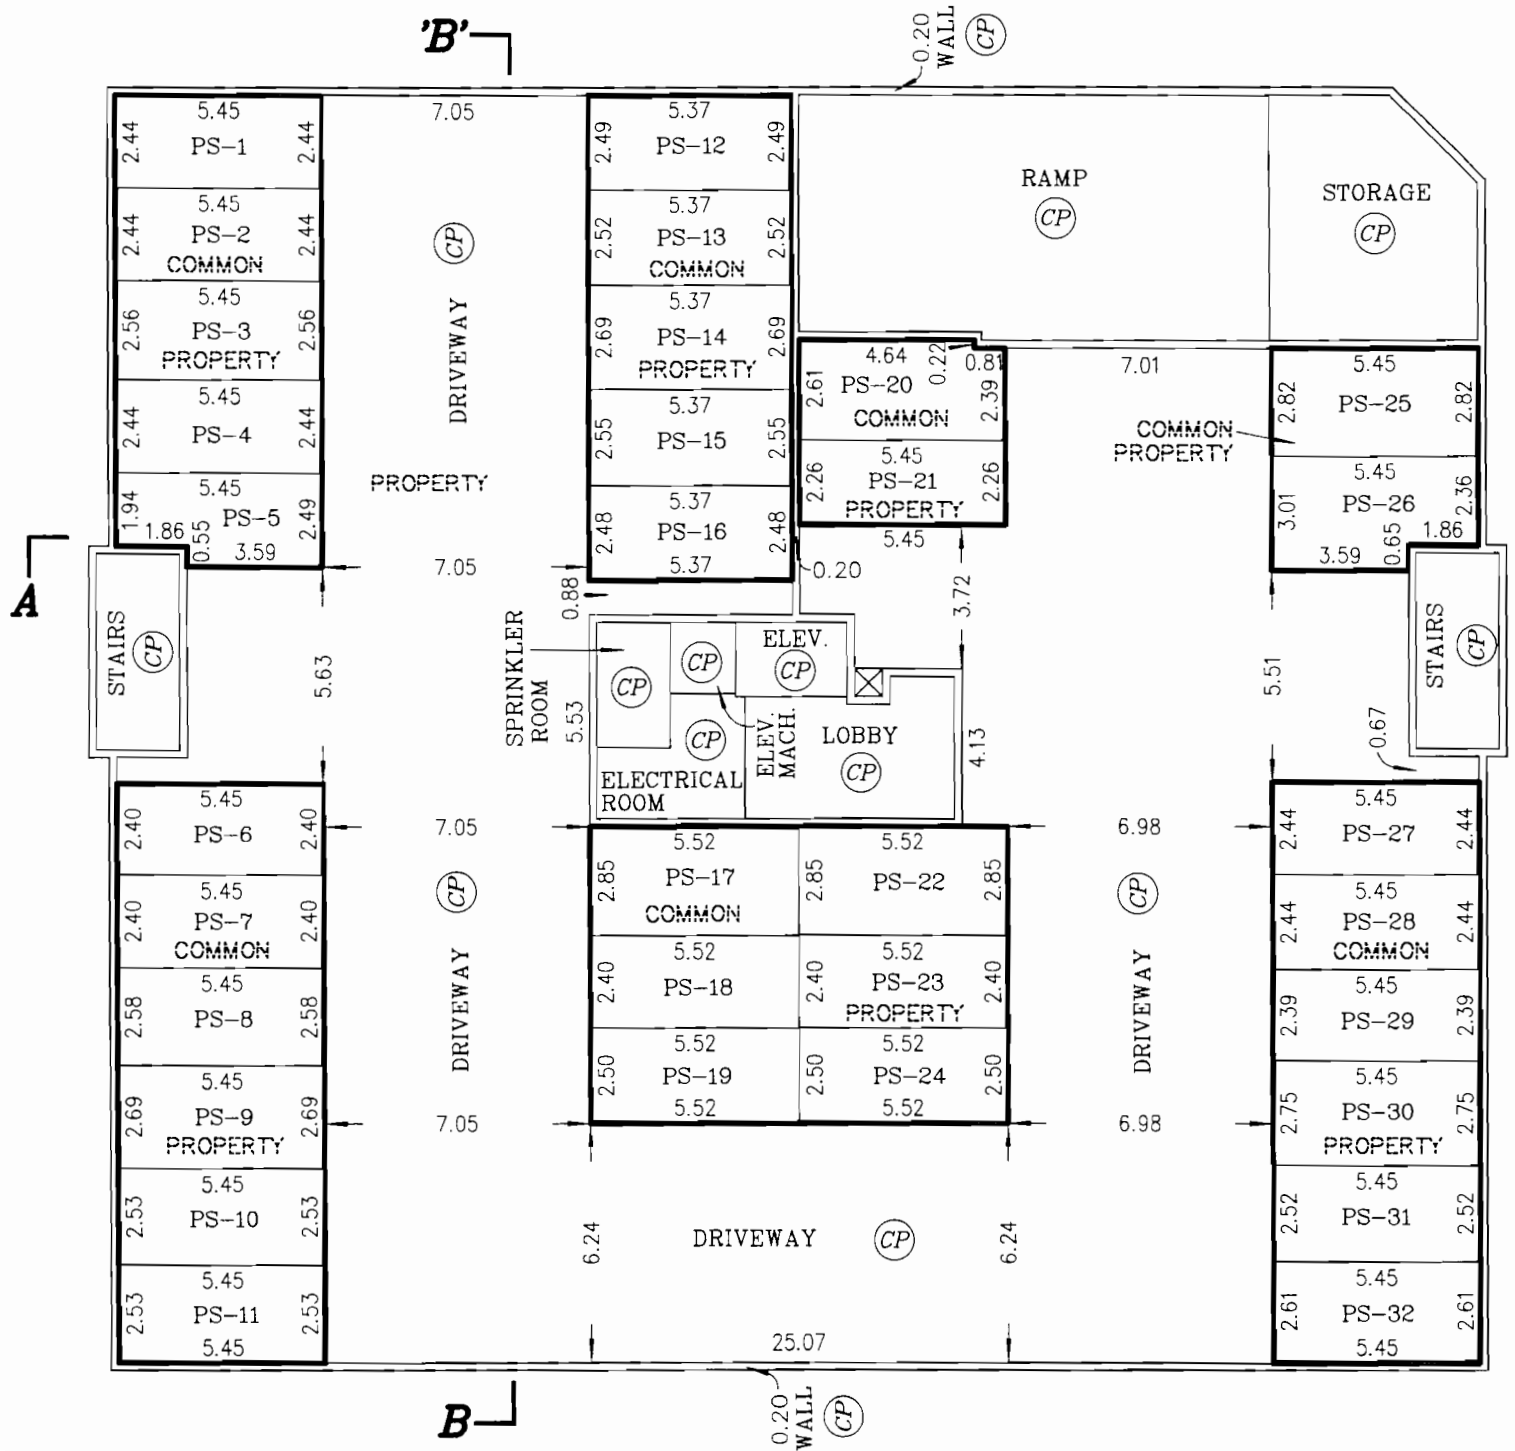 'B'
0.20
WALL
CP
5.45
2.44
PS-1
2.44
7.05
5.37
2.49
PS-12
2.49
5.45
2.44
PS-2
2.44
COMMON
CP
5.37
2.52
PS-13
2.52
COMMON
RAMP
CP
STORAGE
CP
5.45
2.56
PS-3
2.56
PROPERTY
DRIVEWAY
5.37
2.69
PS-14
2.69
PROPERTY
4.64
0.22
0.81
2.61
PS-20
2.39
COMMON
7.01
5.45
2.82
PS-25
2.82
COMMON
PROPERTY
5.45
2.44
PS-4
2.44
5.37
2.55
PS-15
2.55
5.45
2.26
PS-21
2.26
PROPERTY
5.45
5.45
3.01
PS-26
2.36
1.86
0.65
3.59
5.45
1.94
PS-5
2.49
1.86
0.55
3.59
PROPERTY
7.05
5.37
2.48
PS-16
2.48
5.37
0.20
0.88
3.72
A
STAIRS
CP
5.63
SPRINKLER
ROOM
5.53
CP
CP
ELEV.
CP
CP
ELEV.
MACH.
LOBBY
CP
ELECTRICAL
ROOM
4.13
5.51
0.67
STAIRS
CP
5.45
2.40
PS-6
2.40
7.05
5.52
2.85
PS-17
COMMON
5.52
2.85
PS-22
2.85
6.98
5.45
2.44
PS-27
2.44
5.45
2.40
PS-7
2.40
COMMON
CP
DRIVEWAY
5.52
2.40
PS-18
5.52
2.40
PS-23
2.40
PROPERTY
CP
DRIVEWAY
5.45
2.44
PS-28
2.44
COMMON
5.45
2.58
PS-8
2.58
5.52
2.50
PS-19
5.52
5.52
2.50
PS-24
2.50
5.52
5.45
2.39
PS-29
2.39
5.45
2.69
PS-9
2.69
PROPERTY
7.05
6.98
5.45
2.75
PS-30
2.75
PROPERTY
5.45
2.53
PS-10
2.53
6.24
DRIVEWAY
CP
6.24
5.45
2.52
PS-31
2.52
5.45
2.53
PS-11
2.53
5.45
25.07
5.45
2.61
PS-32
2.61
5.45
B
0.20
WALL
CP